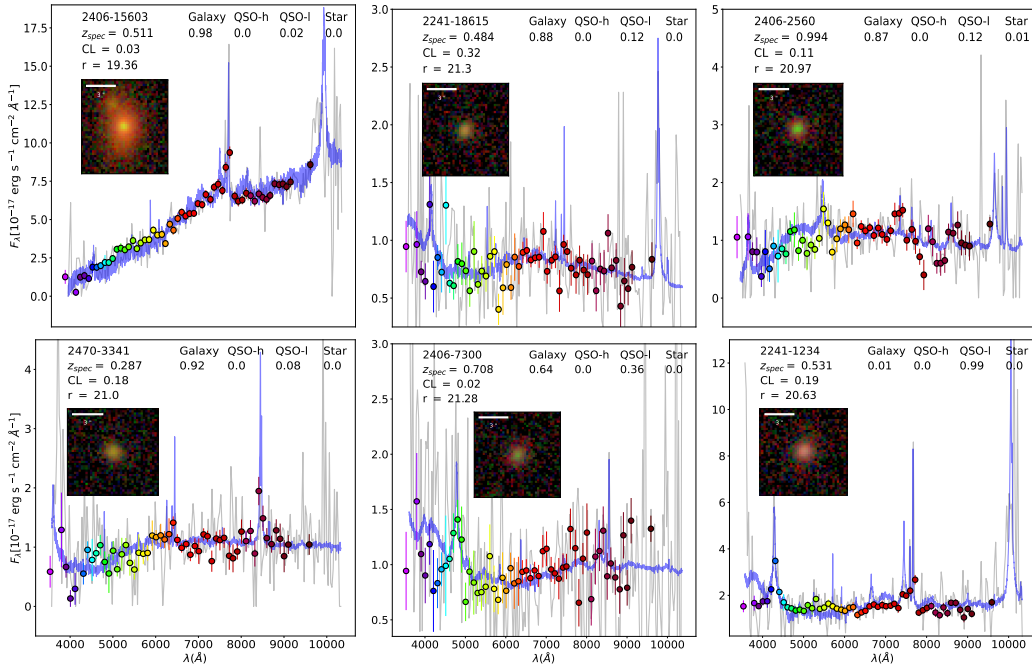 2406-15603 Galaxy QSO-h QSO-l Star
z_spec = 0.511 0.98 0.0 0.02 0.0
CL = 0.03
r = 19.36
3."
17.5
15.0
12.5
10.0
7.5
5.0
2.5
0.0
F_λ[10^-17 erg s^-1 cm^-2 Å^-1]
2241-18615 Galaxy QSO-h QSO-l Star
z_spec = 0.484 0.88 0.0 0.12 0.0
CL = 0.32
r = 21.3
3."
3.0
2.5
2.0
1.5
1.0
0.5
2406-2560 Galaxy QSO-h QSO-l Star
z_spec = 0.994 0.87 0.0 0.12 0.01
CL = 0.11
r = 20.97
3."
5
4
3
2
1
0
2470-3341 Galaxy QSO-h QSO-l Star
z_spec = 0.287 0.92 0.0 0.08 0.0
CL = 0.18
r = 21.0
3."
4
3
2
1
0
F_λ[10^-17 erg s^-1 cm^-2 Å^-1]
4000 5000 6000 7000 8000 9000 10000
λ(Å)
2406-7300 Galaxy QSO-h QSO-l Star
z_spec = 0.708 0.64 0.0 0.36 0.0
CL = 0.02
r = 21.28
3."
3.0
2.5
2.0
1.5
1.0
0.5
4000 5000 6000 7000 8000 9000 10000
λ(Å)
2241-1234 Galaxy QSO-h QSO-l Star
z_spec = 0.531 0.01 0.0 0.99 0.0
CL = 0.19
r = 20.63
3."
12
10
8
6
4
2
4000 5000 6000 7000 8000 9000 10000
λ(Å)